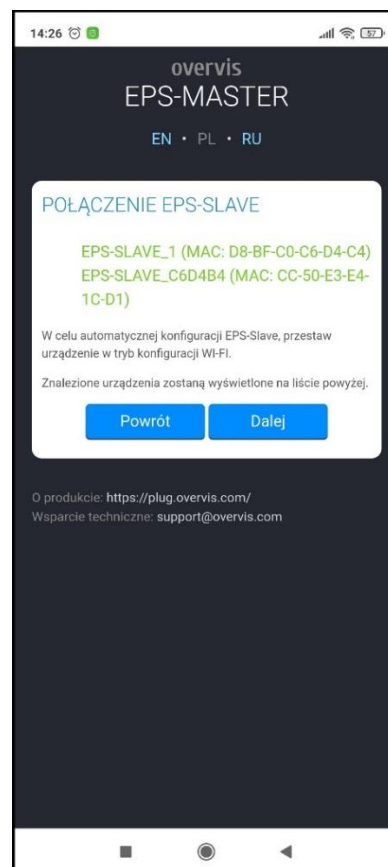 14:26
57
overvis
EPS-MASTER
EN • PL • RU
POŁĄCZENIE EPS-SLAVE
EPS-SLAVE_1 (MAC: D8-BF-C0-C6-D4-C4)
EPS-SLAVE_C6D4B4 (MAC: CC-50-E3-E4-
1C-D1)
W celu automatycznej konfiguracji EPS-Slave, przestaw
urządzenie w tryb konfiguracji WI-FI.
Znalezione urządzenia zostaną wyświetlone na liście powyżej.
Powrót
Dalej
O produkcie: https://plug.overvis.com/
Wsparcie techniczne: support@overvis.com